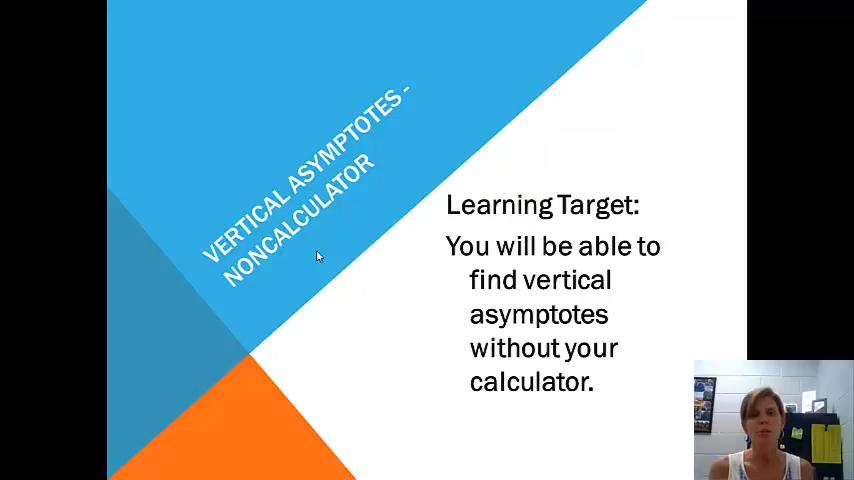 VERTICAL ASYMPTOTES -
NONCALCULATOR
Learning Target:
You will be able to
find vertical
asymptotes
without your
calculator.